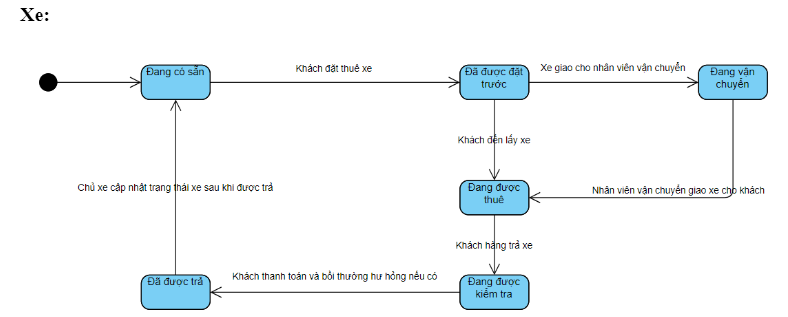 Xe:
Đang có sẵn
Khách đặt thuê xe
Đã được đặt
trước
Xe giao cho nhân viên vận chuyển
Đang vận
chuyển
Khách đến lấy xe
Chủ xe cập nhật trạng thái xe sau khi được trả
Đang được
thuê
Nhân viên vận chuyển giao xe cho khách
Khách hàng trả xe
Đã được trả
Khách thanh toán và bồi thường hư hỏng nếu có
Đang được
kiểm tra